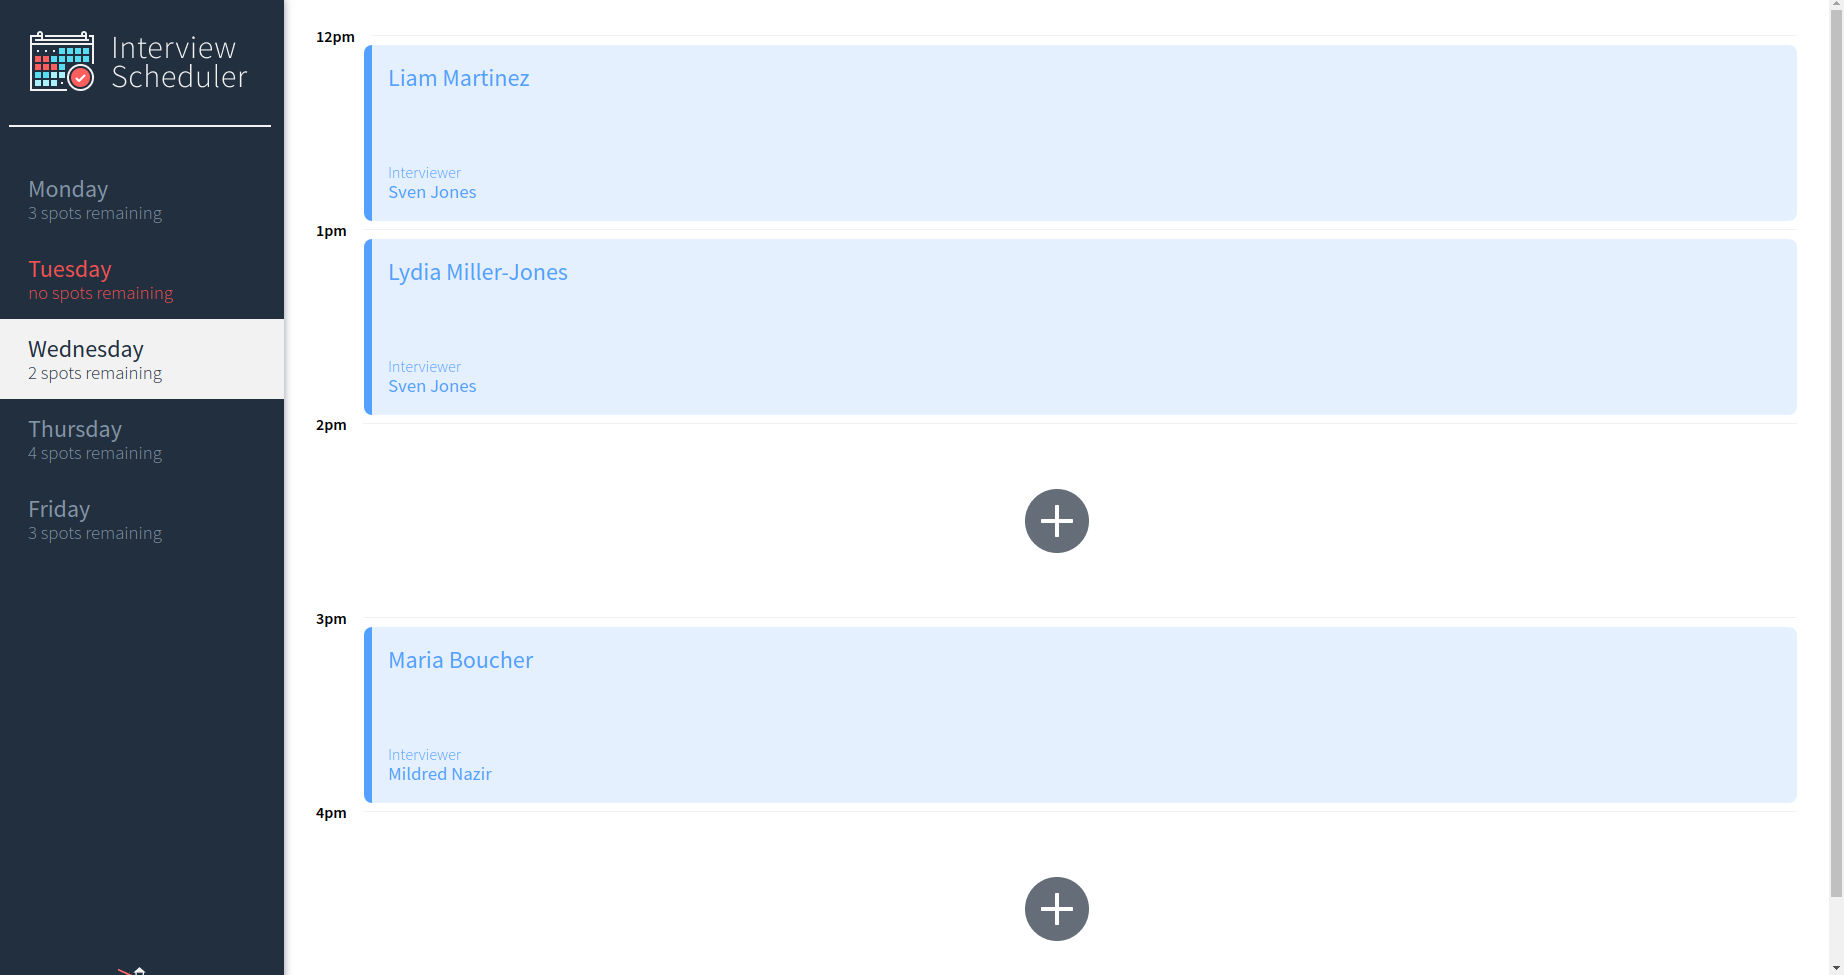 Interview
Scheduler
Monday
3 spots remaining
Tuesday
no spots remaining
Wednesday
2 spots remaining
Thursday
4 spots remaining
Friday
3 spots remaining
12pm
Liam Martinez
Interviewer
Sven Jones
1pm
Lydia Miller-Jones
Interviewer
Sven Jones
2pm
3pm
Maria Boucher
Interviewer
Mildred Nazir
4pm